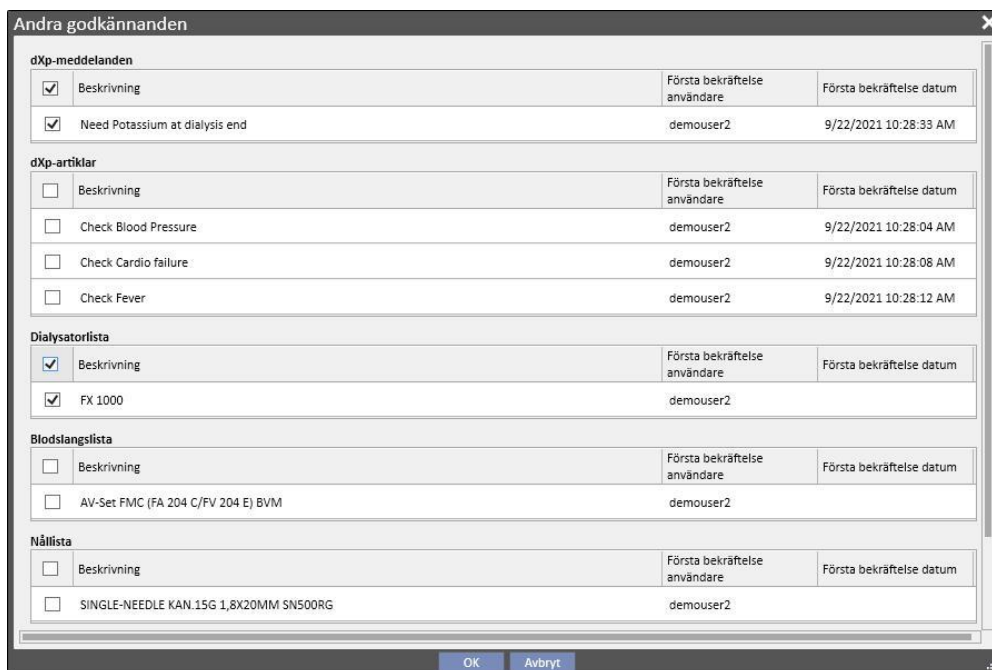 Andra godkännanden
dXp-meddelanden
Beskrivning Första bekräftelse användare Första bekräftelse datum
Need Potassium at dialysis end demouser2 9/22/2021 10:28:33 AM
dXp-artiklar
Beskrivning Första bekräftelse användare Första bekräftelse datum
Check Blood Pressure demouser2 9/22/2021 10:28:04 AM
Check Cardio failure demouser2 9/22/2021 10:28:08 AM
Check Fever demouser2 9/22/2021 10:28:12 AM
Dialysatorlista
Beskrivning Första bekräftelse användare Första bekräftelse datum
FX 1000 demouser2
Blodslangslista
Beskrivning Första bekräftelse användare Första bekräftelse datum
AV-Set FMC (FA 204 C/FV 204 E) BVM demouser2
Nållista
Beskrivning Första bekräftelse användare Första bekräftelse datum
SINGLE-NEEDLE KAN.15G 1,8X20MM SN500RG demouser2
OK Avbryt